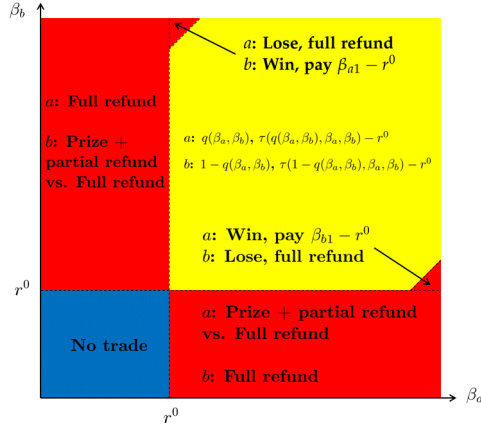 β_b
a: Lose, full refund
b: Win, pay β_{a1} − r^0
a: Full refund
b: Prize +
partial refund
vs. Full refund
a: q(β_a, β_b), τ(q(β_a, β_b), β_a, β_b) − r^0
b: 1 − q(β_a, β_b), τ(1 − q(β_a, β_b), β_a, β_b) − r^0
a: Win, pay β_{b1} − r^0
b: Lose, full refund
r^0
a: Prize + partial refund
vs. Full refund
No trade
b: Full refund
β_a
r^0